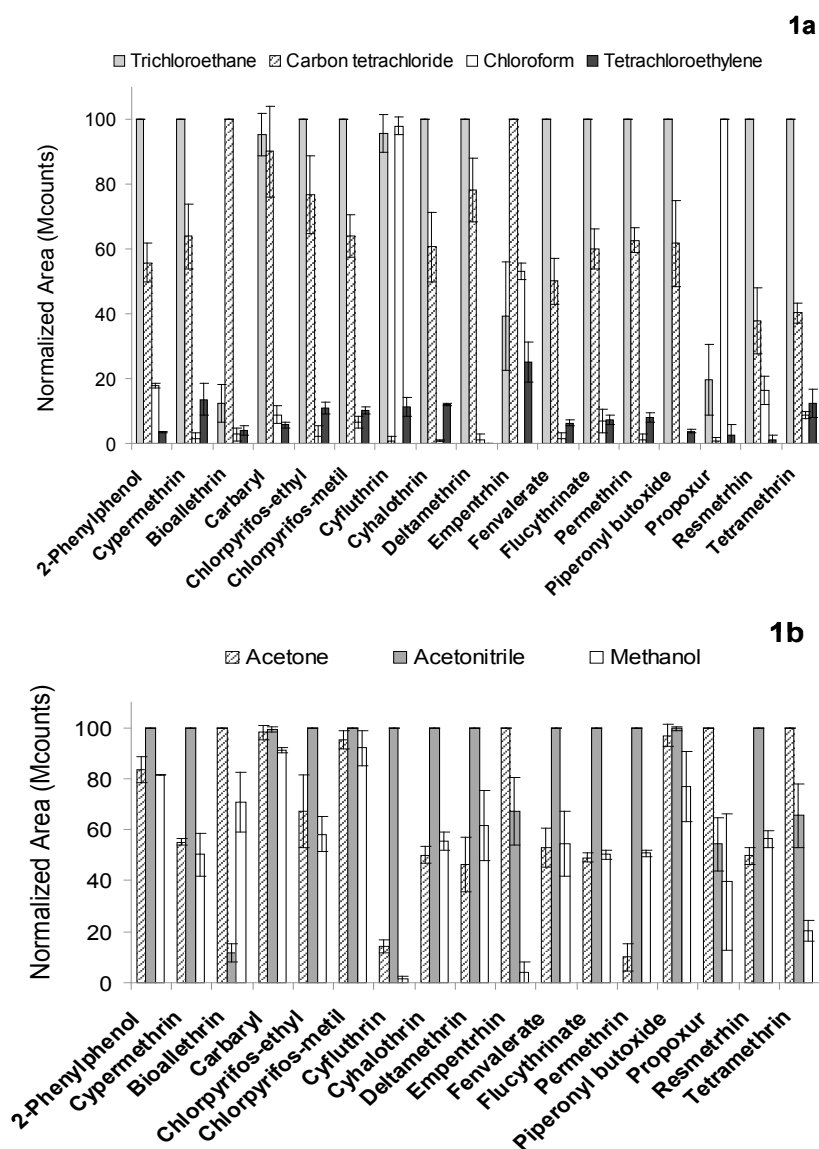 1a
Trichloroethane Carbon tetrachloride Chloroform Tetrachloroethylene
Normalized Area (Mcounts)
100
80
60
40
20
0
2-Phenylphenol
Cypermethrin
Bioallethrin
Carbaryl
Chlorpyrifos-ethyl
Chlorpyrifos-metil
Cyfluthrin
Cyhalothrin
Deltamethrin
Empentrhin
Fenvalerate
Flucythrinate
Permethrin
Piperonyl butoxide
Propoxur
Resmetrhin
Tetramethrin
1b
Acetone Acetonitrile Methanol
Normalized Area (Mcounts)
100
80
60
40
20
0
2-Phenylphenol
Cypermethrin
Bioallethrin
Carbaryl
Chlorpyrifos-ethyl
Chlorpyrifos-metil
Cyfluthrin
Cyhalothrin
Deltamethrin
Empentrhin
Fenvalerate
Flucythrinate
Permethrin
Piperonyl butoxide
Propoxur
Resmetrhin
Tetramethrin